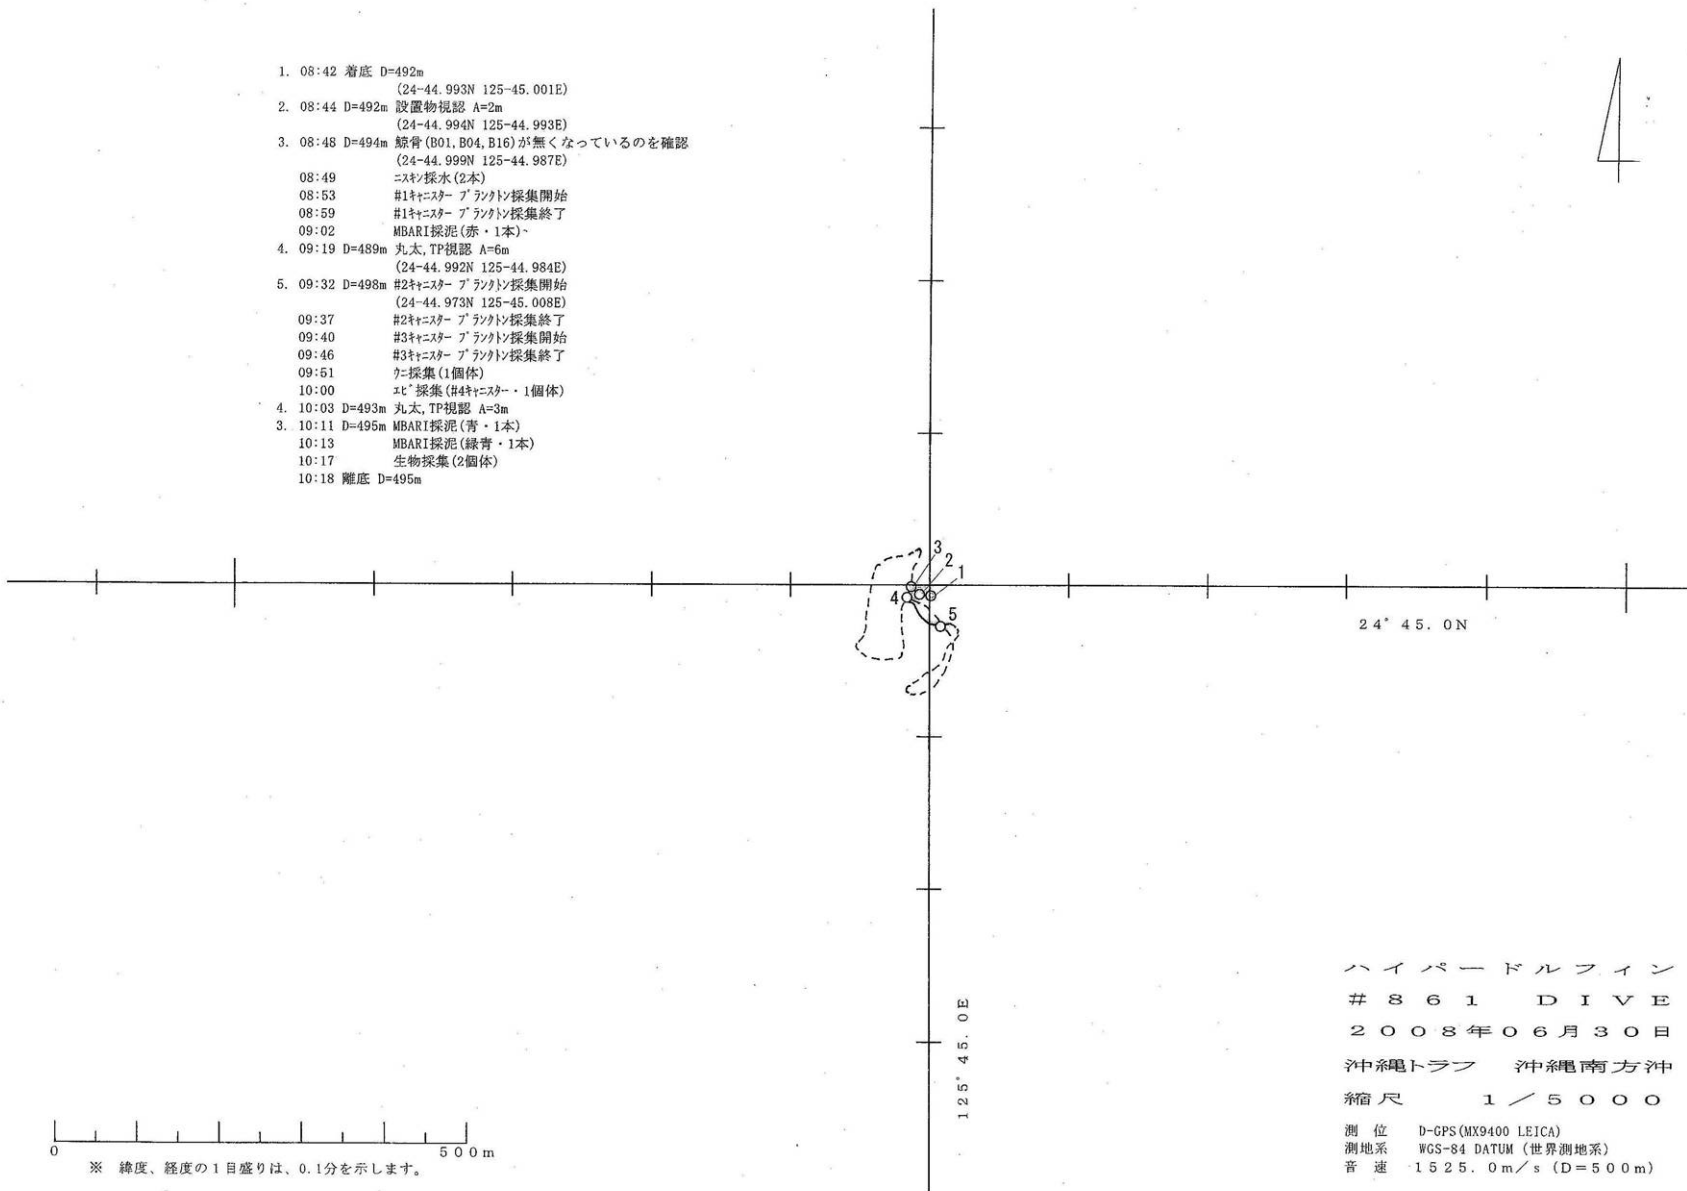 1. 08:42 着底 D=492m
(24-44.993N 125-45.001E)
2. 08:44 D=492m 設置物視認 A=2m
(24-44.994N 125-44.993E)
3. 08:48 D=494m 鯨骨(B01,B04,B16)が無くなっているのを確認
(24-44.999N 125-44.987E)
08:49 ニスキン採水(2本)
08:53 #1キャニスター プランクトン採集開始
08:59 #1キャニスター プランクトン採集終了
09:02 MBARI採泥(赤・1本)
4. 09:19 D=489m 丸太,TP視認 A=6m
(24-44.992N 125-44.984E)
5. 09:32 D=498m #2キャニスター プランクトン採集開始
(24-44.973N 125-45.008E)
09:37 #2キャニスター プランクトン採集終了
09:40 #3キャニスター プランクトン採集開始
09:46 #3キャニスター プランクトン採集終了
09:51 ウニ採集(1個体)
10:00 エビ採集(#4キャニスター・1個体)
4. 10:03 D=493m 丸太,TP視認 A=3m
3. 10:11 D=495m MBARI採泥(青・1本)
10:13 MBARI採泥(緑青・1本)
10:17 生物採集(2個体)
10:18 離底 D=495m
3
2
1
4
5
24°45.0N
125°45.0E
ハイパードルフィン
#861 DIVE
2008年06月30日
沖縄トラフ 沖縄南方沖
縮尺 1/5000
測位 D-GPS(MX9400 LEICA)
測地系 WGS-84 DATUM (世界測地系)
音速 1525.0m/s (D=500m)
0 500m
※ 緯度、経度の1目盛りは、0.1分を示します。